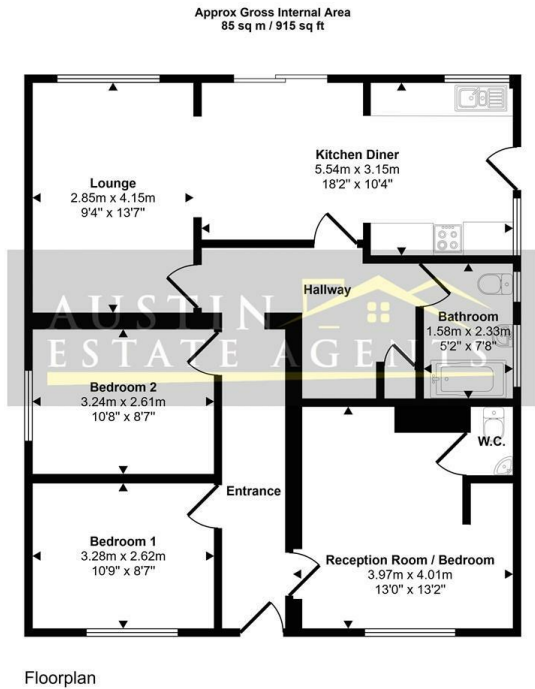 Approx Gross Internal Area
85 sq m / 915 sq ft
Lounge
2.85m x 4.15m
9'4" x 13'7"
Kitchen Diner
5.54m x 3.15m
18'2" x 10'4"
Hallway
Bathroom
1.58m x 2.33m
5'2" x 7'8"
AUSTIN
ESTATE AGENTS
Bedroom 2
3.24m x 2.61m
10'8" x 8'7"
W.C.
Entrance
Bedroom 1
3.28m x 2.62m
10'9" x 8'7"
Reception Room / Bedroom
3.97m x 4.01m
13'0" x 13'2"
Floorplan